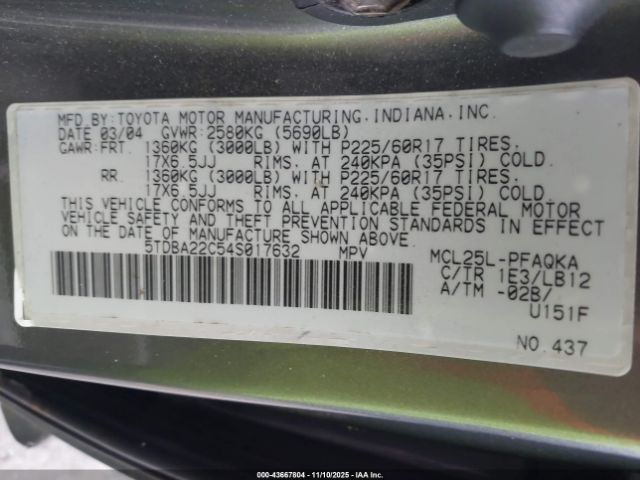 MFD.BY:TOYOTA MOTOR MANUFACTURING.INDIANA.INC.
DATE 03/04 GVWR:2580KG (5690LB)
GAWR:FRT. 1360KG (3000LB) WITH P225/60R17 TIRES.
17X6.5JJ RIMS. AT 240KPA (35PSI) COLD.
RR. 1360KG (3000LB) WITH P225/60R17 TIRES.
17X6.5JJ RIMS. AT 240KPA (35PSI) COLD.
THIS VEHICLE CONFORMS TO ALL APPLICABLE FEDERAL MOTOR
VEHICLE SAFETY AND THEFT PREVENTION STANDARDS IN EFFECT
ON THE DATE OF MANUFACTURE SHOWN ABOVE.
5TDBA22C54S017632 MPV
MCL25L-PFAQKA
C/TR 1E3/LB12
A/TM -02B/
U151F
NO.437
00-43667804 - 11/10/2025 - IAAI.com